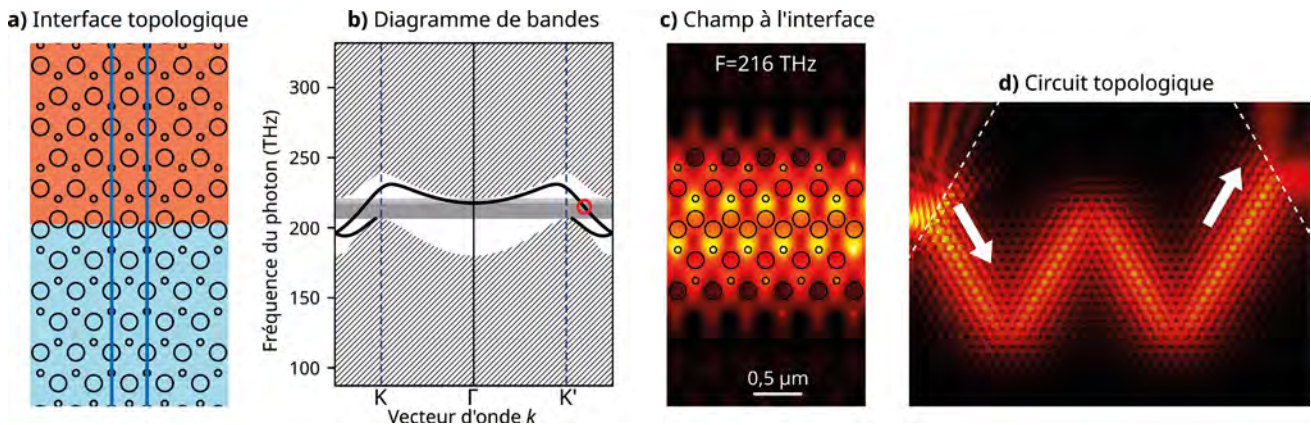 a) Interface topologique
b) Diagramme de bandes
c) Champ à l'interface
d) Circuit topologique
Fréquence du photon (THz)
300
250
200
150
100
K
Γ
K'
Vecteur d'onde k
F=216 THz
0,5 µm